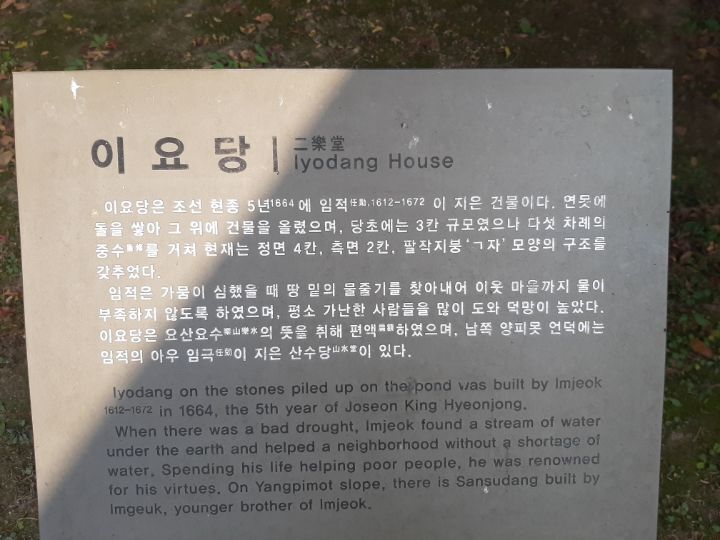 이요당 | 二樂堂
Iyodang House
이요당은 조선 현종 5년1664에 임적任勣,1612-1672 이 지은 건물이다. 연못에
돌을 쌓아 그 위에 건물을 올렸으며, 당초에는 3칸 규모였으나 다섯 차례의
중수를 거쳐 현재는 정면 4칸, 측면 2칸, 팔작지붕 'ㄱ자' 모양의 구조를
갖추었다.
임적은 가뭄이 심했을 때 땅 밑의 물줄기를 찾아내어 이웃 마을까지 물이
부족하지 않도록 하였으며, 평소 가난한 사람들을 많이 도와 덕망이 높았다.
이요당은 요산요수樂山樂水의 뜻을 취해 편액扁額하였으며, 남쪽 양피못 언덕에는
임적의 아우 임극이 지은 산수당山水堂이 있다.
Iyodang on the stones piled up on the pond was built by Imjeok
1612-1672 in 1664, the 5th year of Joseon King Hyeonjong.
When there was a bad drought, Imjeok found a stream of water
under the earth and helped a neighborhood without a shortage of
water. Spending his life helping poor people, he was renowned
for his virtues. On Yangpimot slope, there is Sansudang built by
Imgeuk, younger brother of Imjeok.